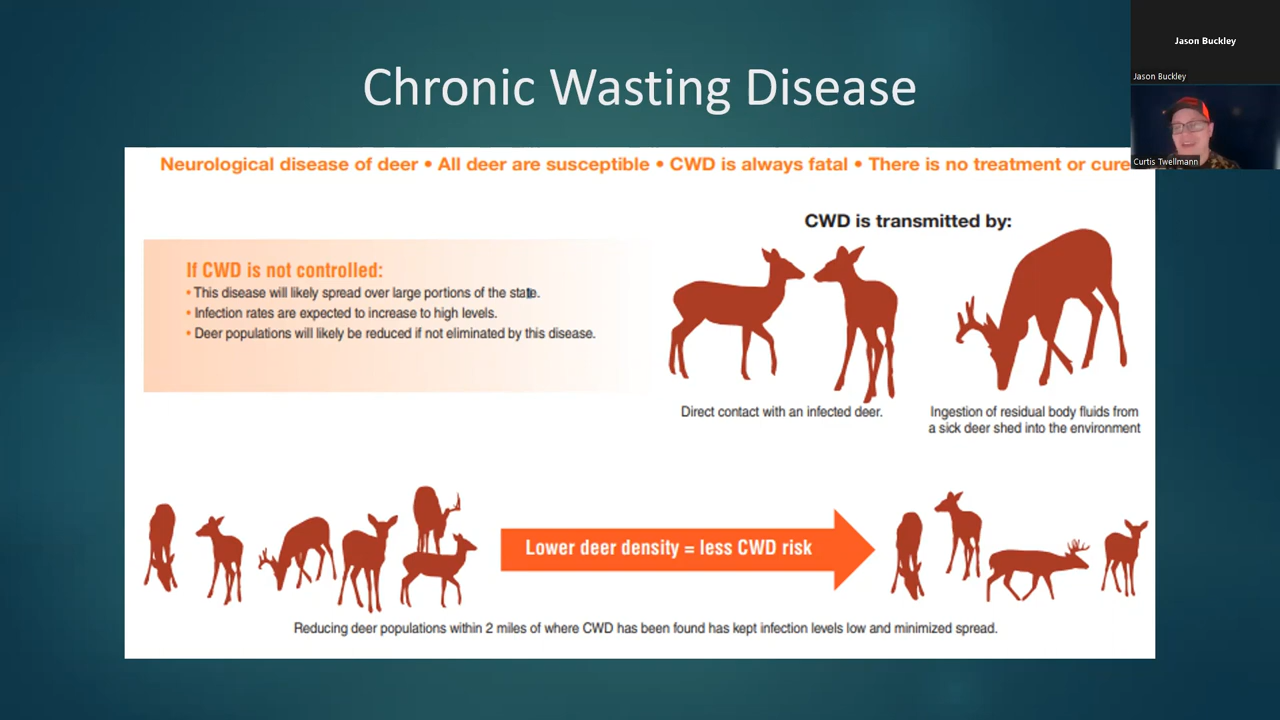 Chronic Wasting Disease
Jason Buckley
Jason Buckley
Curtis Twellmann
Neurological disease of deer • All deer are susceptible • CWD is always fatal • There is no treatment or cure
If CWD is not controlled:
• This disease will likely spread over large portions of the state.
• Infection rates are expected to increase to high levels.
• Deer populations will likely be reduced if not eliminated by this disease.
CWD is transmitted by:
Direct contact with an infected deer.
Ingestion of residual body fluids from
a sick deer shed into the environment
Lower deer density = less CWD risk
Reducing deer populations within 2 miles of where CWD has been found has kept infection levels low and minimized spread.